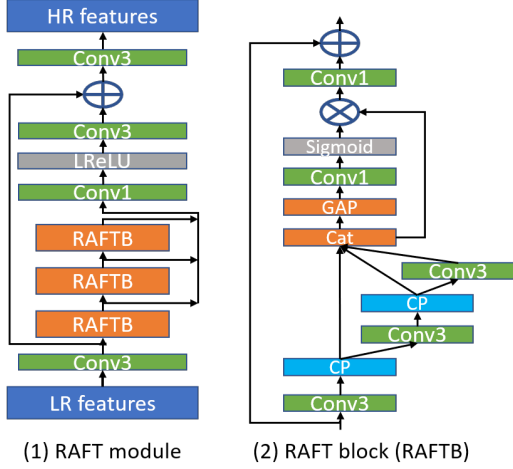 HR features
Conv3
Conv3
LReLU
Conv1
RAFTB
RAFTB
RAFTB
Conv3
LR features
(1) RAFT module
Conv1
Sigmoid
Conv1
GAP
Cat
Conv3
CP
Conv3
CP
Conv3
(2) RAFT block (RAFTB)